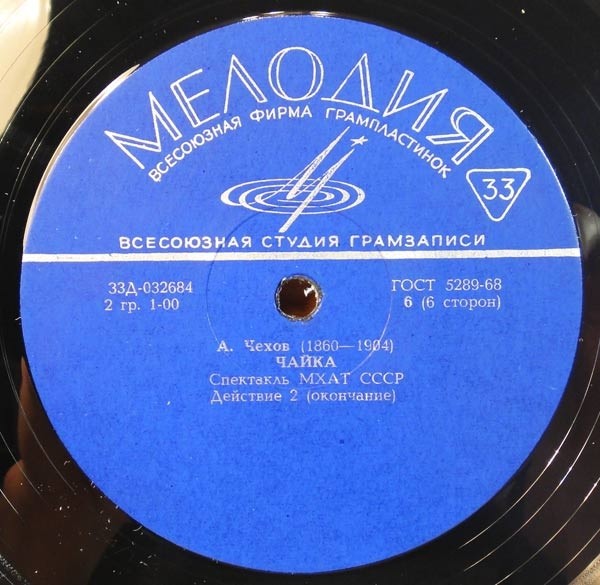 МЕЛОДИЯ
ВСЕСОЮЗНАЯ ФИРМА ГРАМПЛАСТИНОК
33
ВСЕСОЮЗНАЯ СТУДИЯ ГРАМЗАПИСИ
33Д-032684
ГОСТ 5289-68
2 гр. 1-00
6 (6 сторон)
А. Чехов (1860—1904)
ЧАЙКА
Спектакль МХАТ СССР
Действие 2 (окончание)